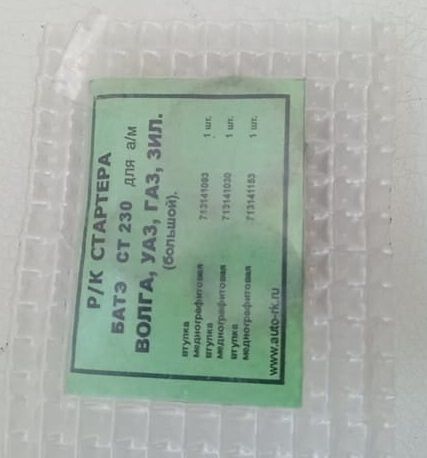 Р/К СТАРТЕРА
БАТЭ СТ 230 для а/м
ВОЛГА, УАЗ, ГАЗ, ЗИЛ.
(большой).
втулка
меднографитовая 713141093 1 шт.
втулка
меднографитовая 713141030 1 шт.
втулка
меднографитовая 713141153 1 шт.
www.auto-rk.ru